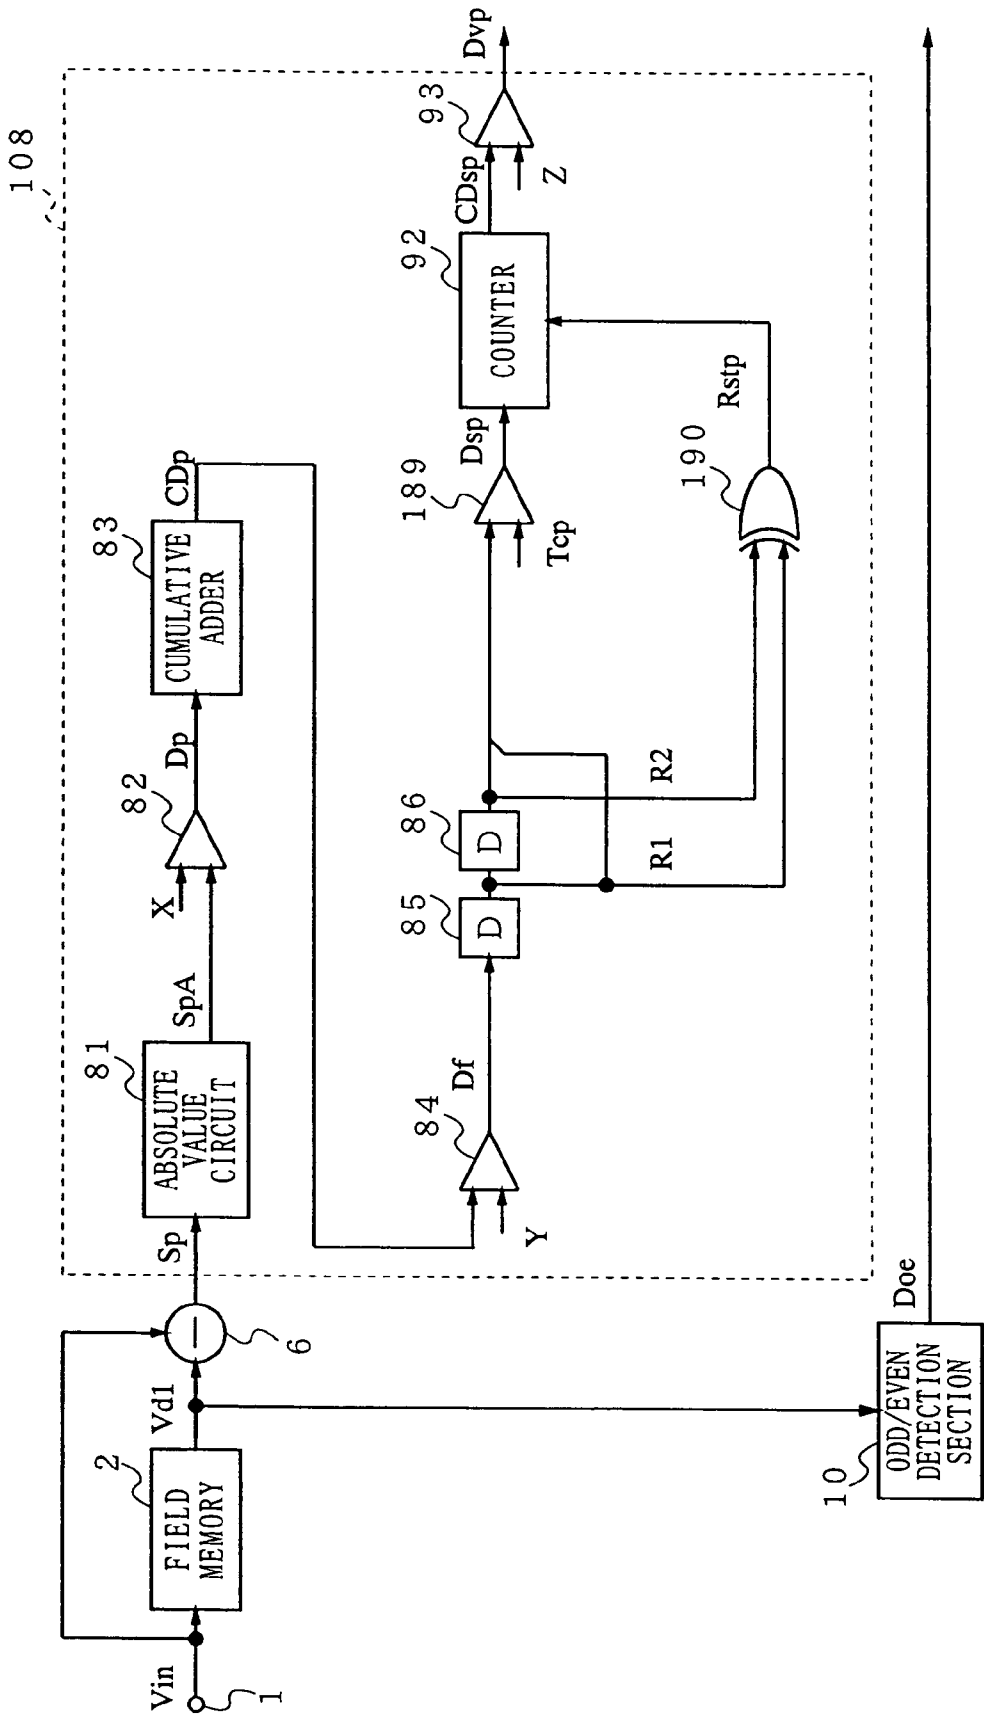 108
Vin
1
FIELD
MEMORY
2
Vd1
6
Sp
ABSOLUTE
VALUE
CIRCUIT
81
SpA
X
82
Dp
CUMULATIVE
ADDER
83
CDp
Y
84
Df
D
85
D
86
R1
R2
Tcp
189
Dsp
190
Rstp
COUNTER
92
CDsp
Z
93
Dvp
ODD/EVEN
DETECTION
SECTION
10
Doe